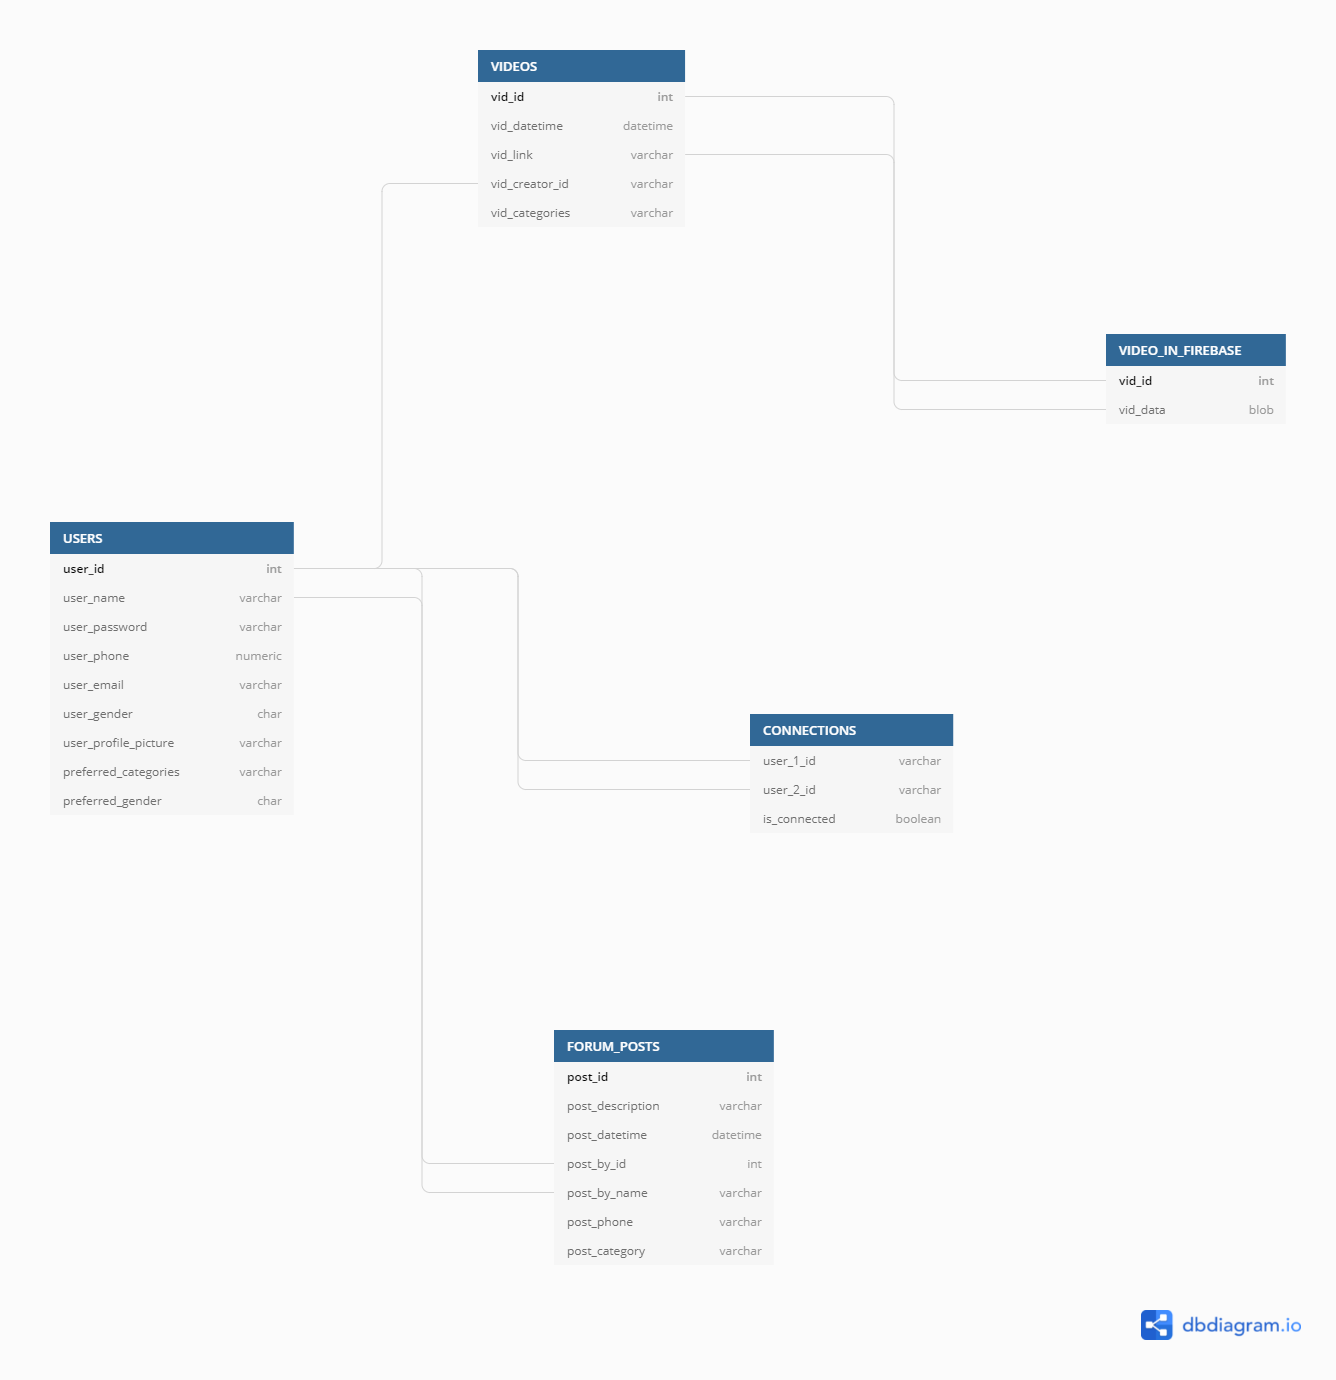 VIDEOS
vid_id int
vid_datetime datetime
vid_link varchar
vid_creator_id varchar
vid_categories varchar
VIDEO_IN_FIREBASE
vid_id int
vid_data blob
USERS
user_id int
user_name varchar
user_password varchar
user_phone numeric
user_email varchar
user_gender char
user_profile_picture varchar
preferred_categories varchar
preferred_gender char
CONNECTIONS
user_1_id varchar
user_2_id varchar
is_connected boolean
FORUM_POSTS
post_id int
post_description varchar
post_datetime datetime
post_by_id int
post_by_name varchar
post_phone varchar
post_category varchar
dbdiagram.io